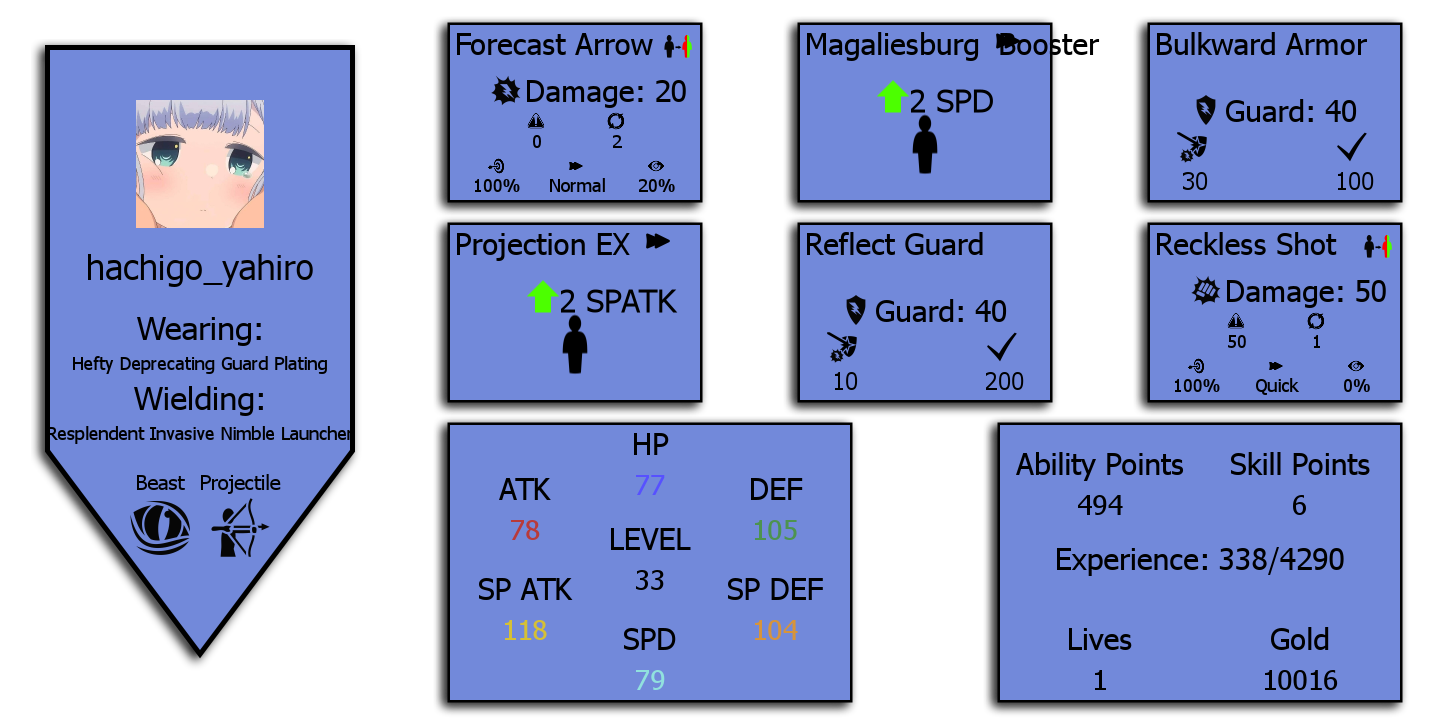 hachigo_yahiro
Wearing:
Hefty Deprecating Guard Plating
Wielding:
Resplendent Invasive Nimble Launcher
Beast Projectile
Forecast Arrow
Damage: 20
0 2
100% Normal 20%
Magaliesburg Booster
2 SPD
Bulkward Armor
Guard: 40
30 100
Projection EX
2 SPATK
Reflect Guard
Guard: 40
10 200
Reckless Shot
Damage: 50
50 1
100% Quick 0%
HP
77
ATK DEF
78 105
LEVEL
33
SP ATK SP DEF
118 104
SPD
79
Ability Points Skill Points
494 6
Experience: 338/4290
Lives Gold
1 10016